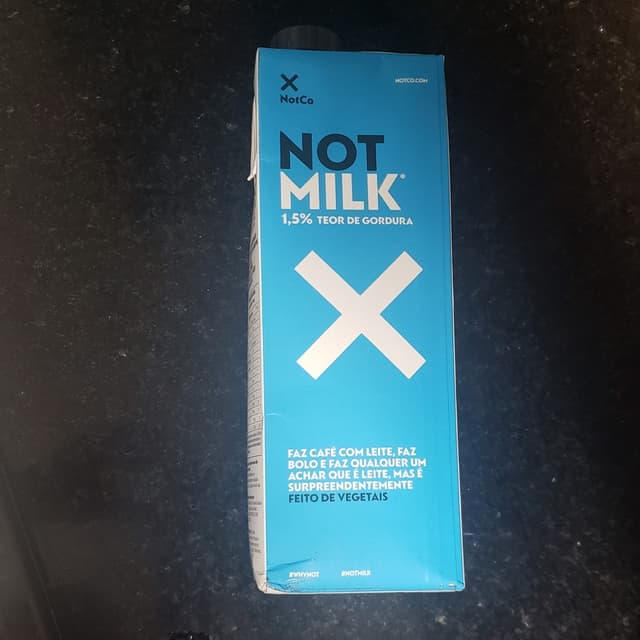 NotCo
NOTCO.COM
NOT
MILK®
1,5% TEOR DE GORDURA
FAZ CAFÉ COM LEITE, FAZ
BOLO E FAZ QUALQUER UM
ACHAR QUE É LEITE, MAS É
SURPREENDENTEMENTE
FEITO DE VEGETAIS
#WHYNOT #NOTMILK